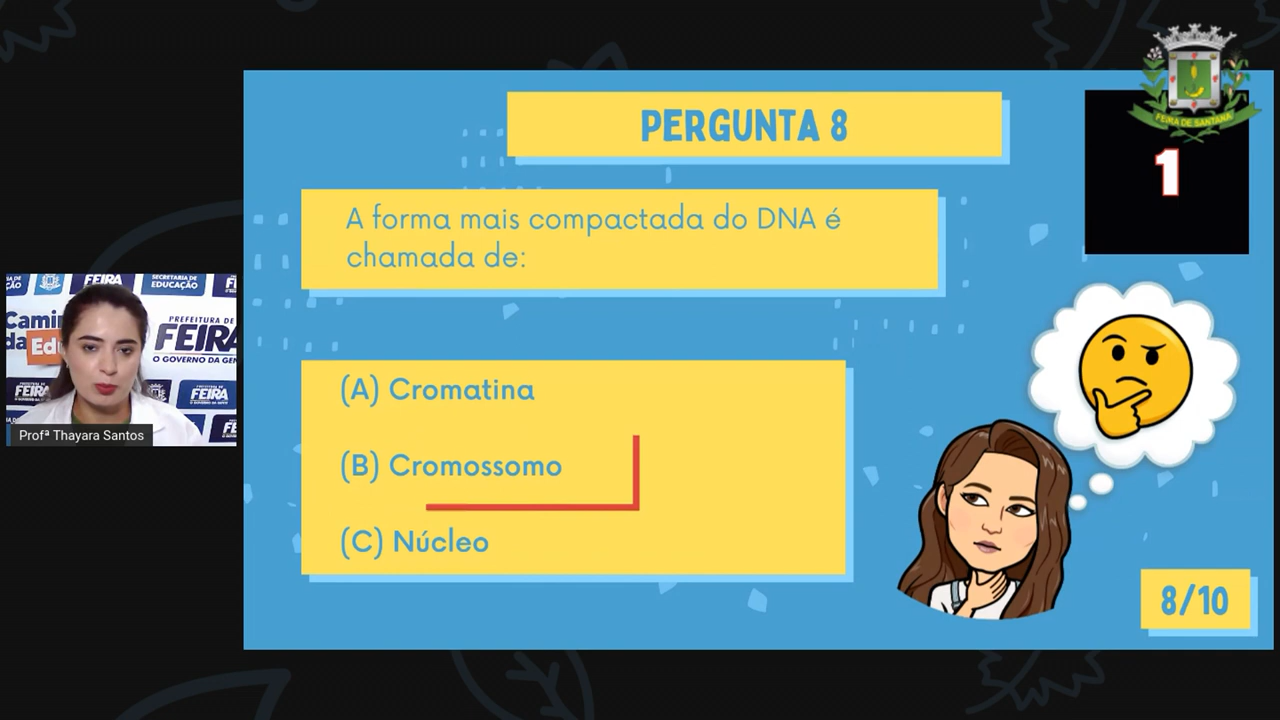 PERGUNTA 8
FEIRA DE SANTANA
1
A forma mais compactada do DNA é
chamada de:
(A) Cromatina
(B) Cromossomo
(C) Núcleo
8/10
FEIRA
SECRETARIA DE
EDUCAÇÃO
PREFEITURA DE
FEIRA
O GOVERNO DA
FEIRA
Profª Thayara Santos